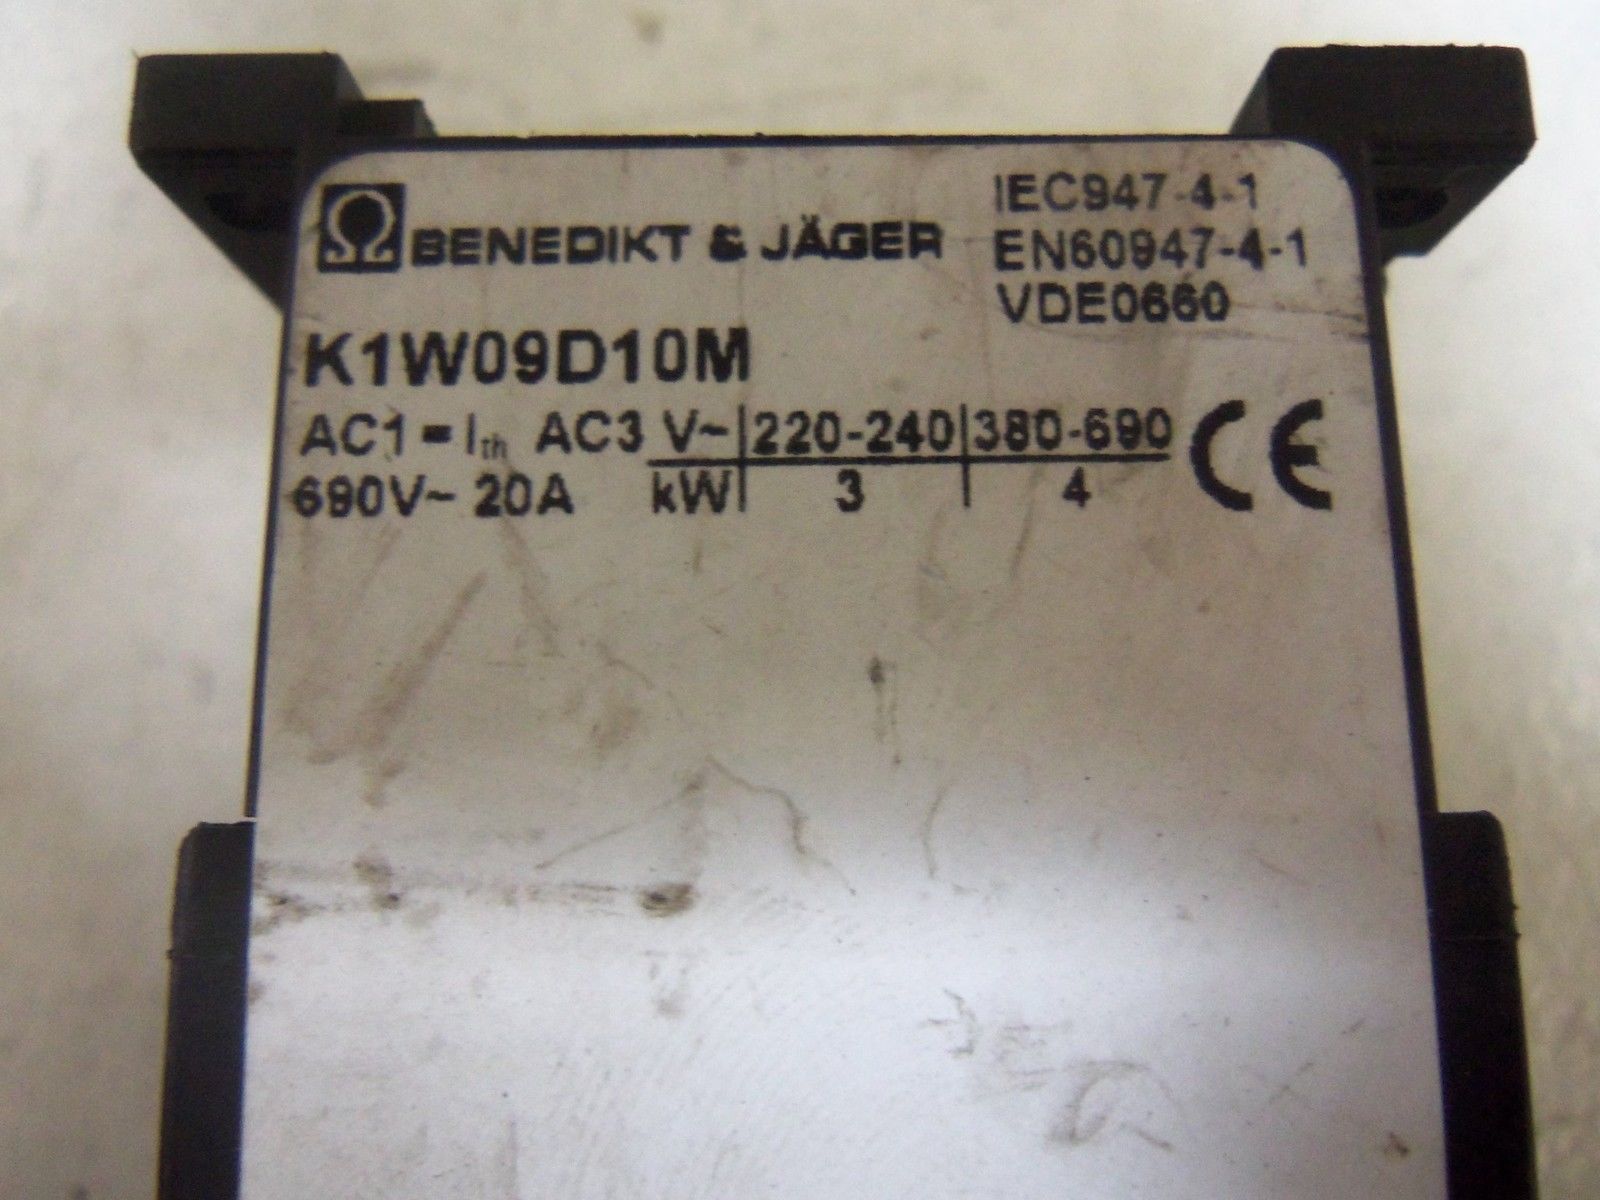 BENEDIKT & JÄGER
IEC947-4-1
EN60947-4-1
VDE0660
K1W09D10M
AC1 = Ith AC3 V~ 220-240 380-690
690V~ 20A kW 3 4
CE